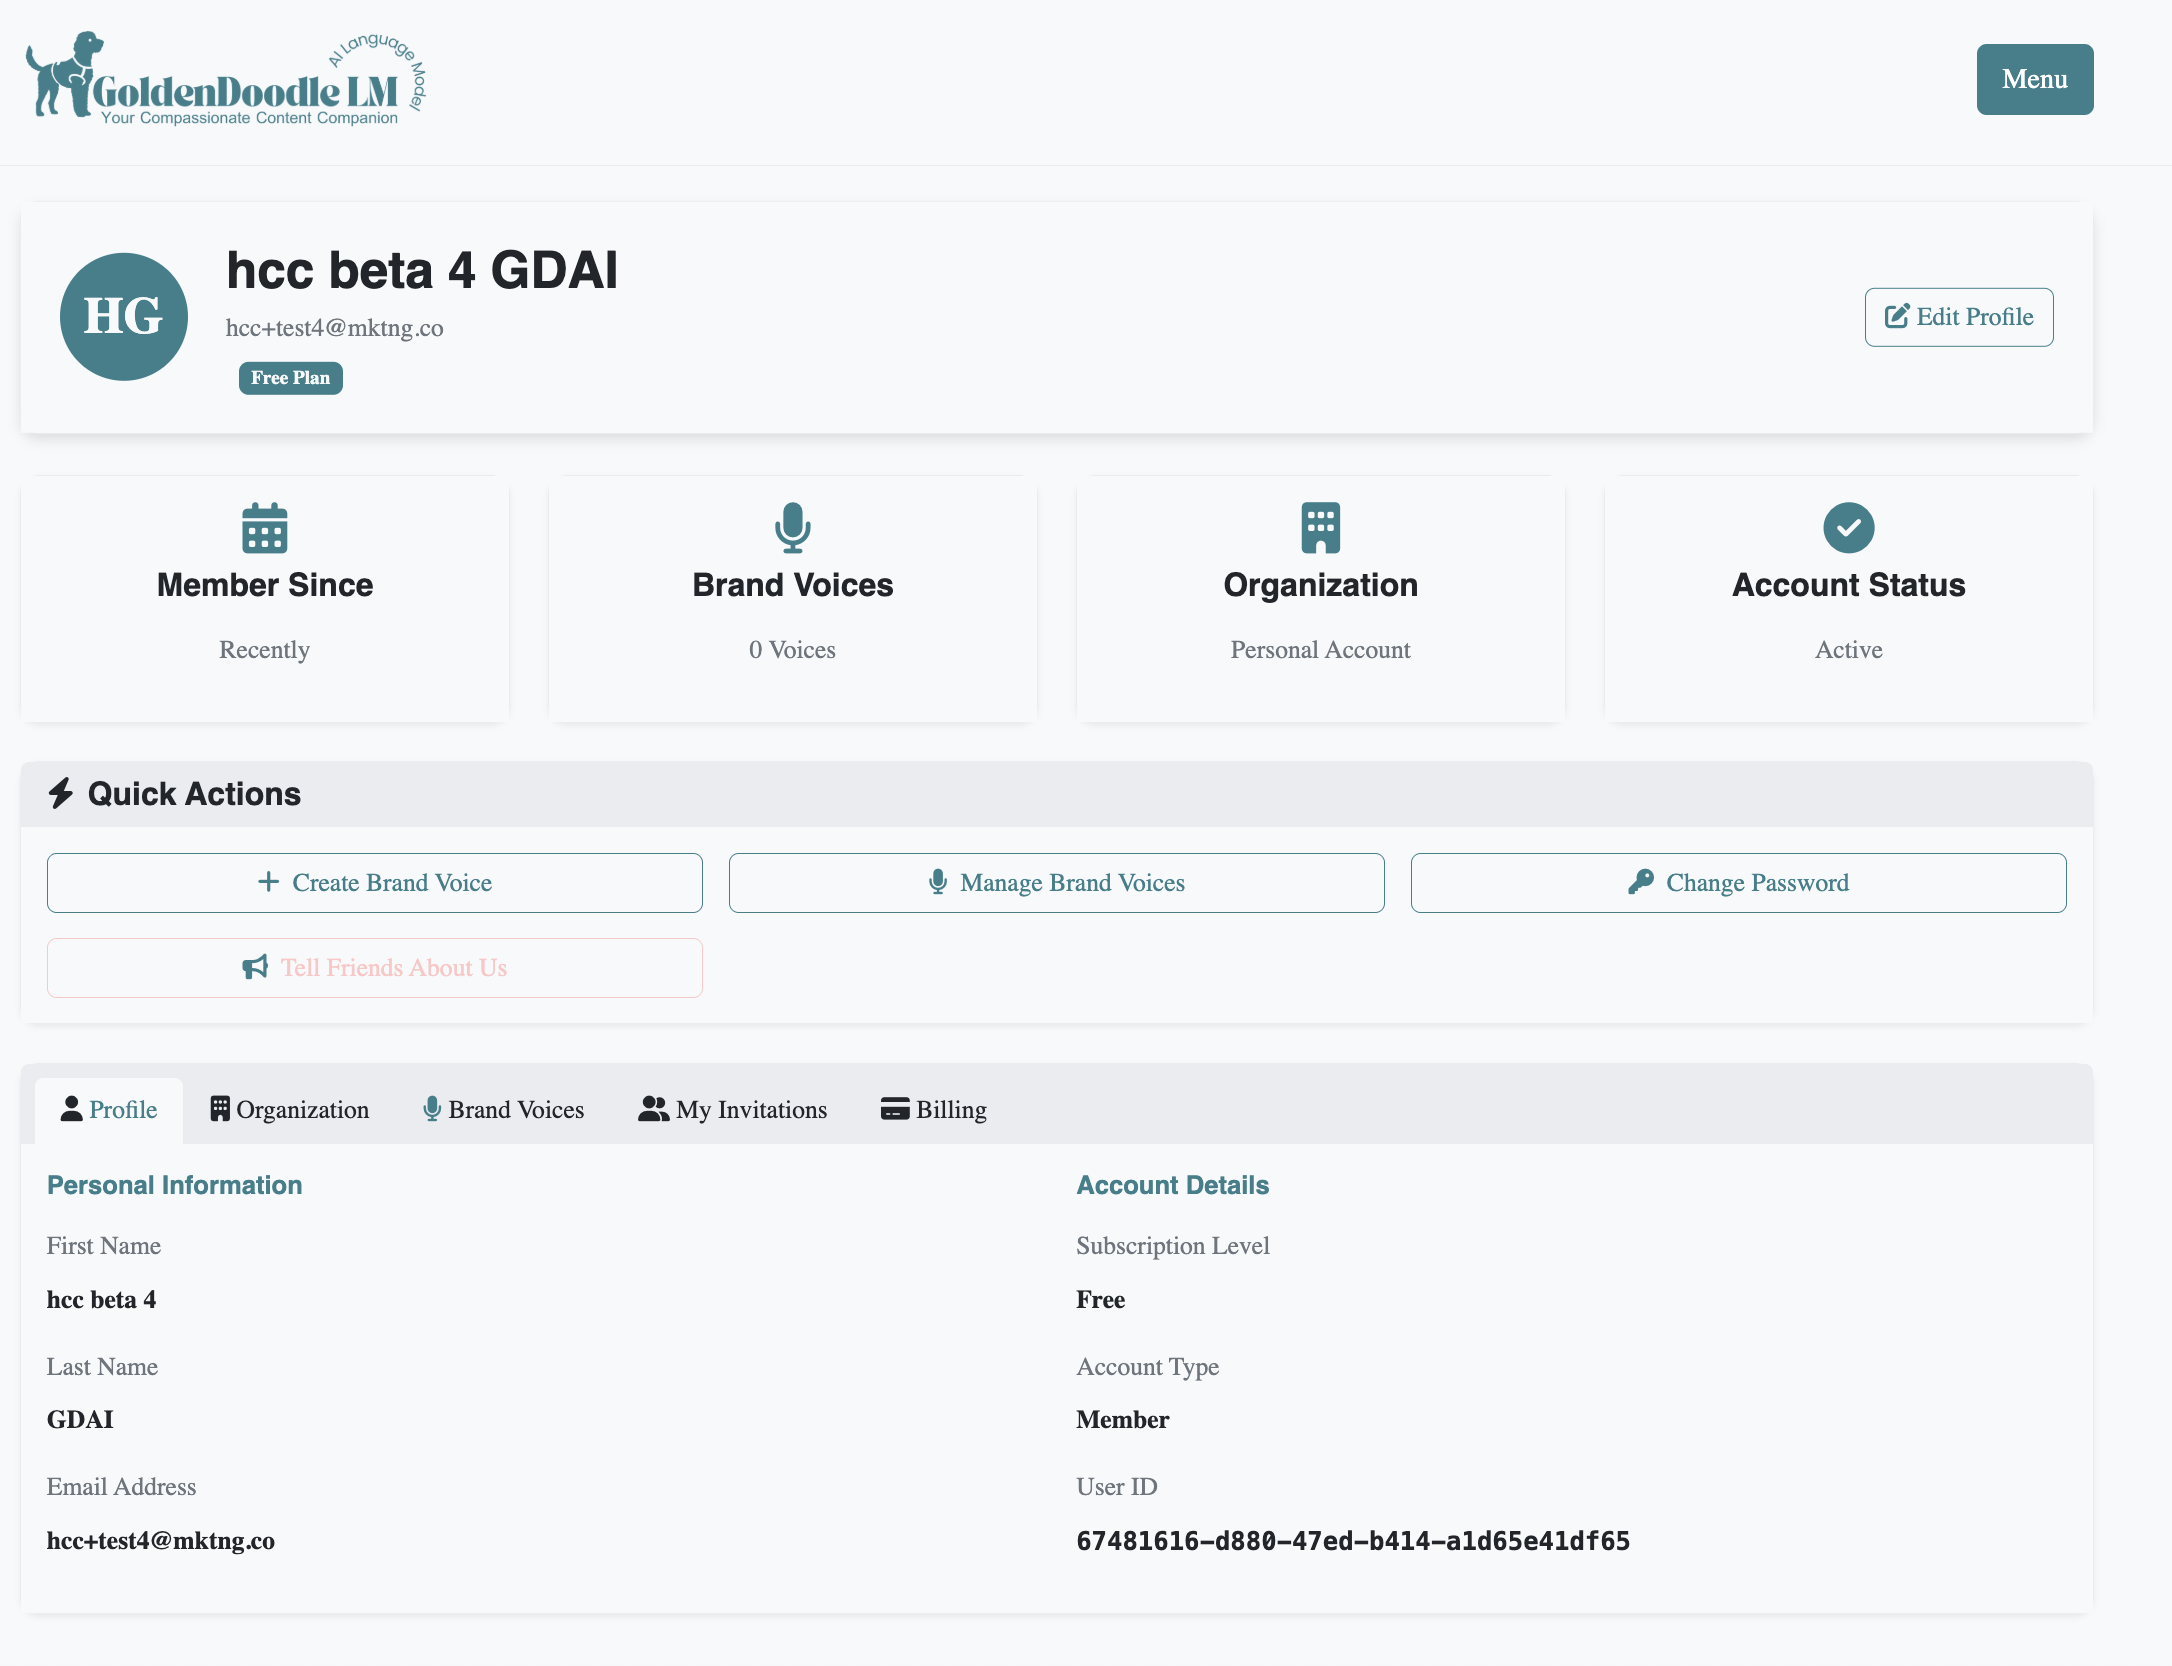 AI Language Model
GoldenDoodle LM
Your Compassionate Content Companion
Menu
HG
hcc beta 4 GDAI
hcc+test4@mktng.co
Free Plan
Edit Profile
Member Since
Recently
Brand Voices
0 Voices
Organization
Personal Account
Account Status
Active
Quick Actions
Create Brand Voice
Manage Brand Voices
Change Password
Tell Friends About Us
Profile
Organization
Brand Voices
My Invitations
Billing
Personal Information
First Name
hcc beta 4
Last Name
GDAI
Email Address
hcc+test4@mktng.co
Account Details
Subscription Level
Free
Account Type
Member
User ID
67481616-d880-47ed-b414-a1d65e41df65